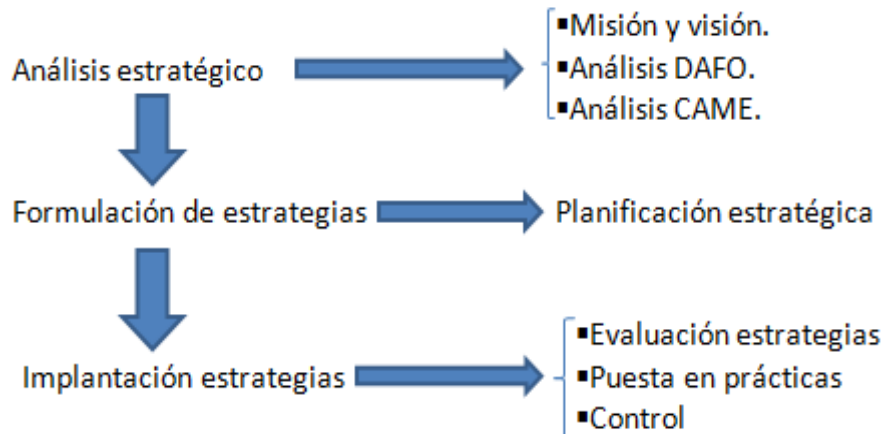 ▪Misión y visión.
Análisis estratégico
▪Análisis DAFO.
▪Análisis CAME.
Formulación de estrategias
Planificación estratégica
▪Evaluación estrategias
Implantación estrategias
▪Puesta en prácticas
▪Control